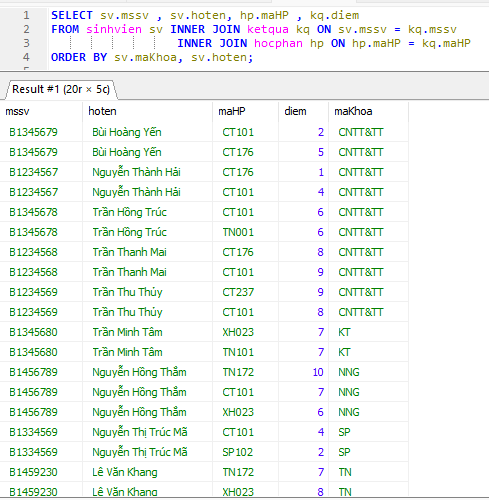 1 SELECT sv.mssv , sv.hoten, hp.maHP , kq.diem
2 FROM sinhvien sv INNER JOIN ketqua kq ON sv.mssv = kq.mssv
3 INNER JOIN hocphan hp ON hp.maHP = kq.maHP
4 ORDER BY sv.maKhoa, sv.hoten;
Result #1 (20r × 5c)
mssv hoten maHP diem maKhoa
B1345679 Bùi Hoàng Yến CT101 2 CNTT&TT
B1345679 Bùi Hoàng Yến CT176 5 CNTT&TT
B1234567 Nguyễn Thành Hải CT176 1 CNTT&TT
B1234567 Nguyễn Thành Hải CT101 4 CNTT&TT
B1345678 Trần Hồng Trúc CT101 6 CNTT&TT
B1345678 Trần Hồng Trúc TN001 6 CNTT&TT
B1234568 Trần Thanh Mai CT176 8 CNTT&TT
B1234568 Trần Thanh Mai CT101 9 CNTT&TT
B1234569 Trần Thu Thủy CT237 9 CNTT&TT
B1234569 Trần Thu Thủy CT101 8 CNTT&TT
B1345680 Trần Minh Tâm XH023 7 KT
B1345680 Trần Minh Tâm TN101 7 KT
B1456789 Nguyễn Hồng Thắm TN172 10 NNG
B1456789 Nguyễn Hồng Thắm CT101 7 NNG
B1456789 Nguyễn Hồng Thắm XH023 6 NNG
B1334569 Nguyễn Thị Trúc Mã CT101 4 SP
B1334569 Nguyễn Thị Trúc Mã SP102 2 SP
B1459230 Lê Văn Khang TN172 7 TN
B1459230 Lê Văn Khang XH023 8 TN